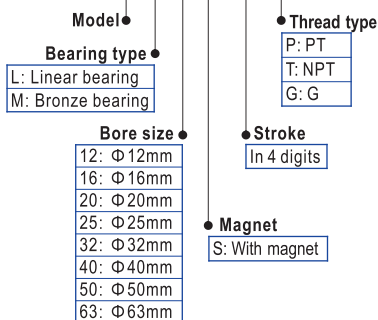 Model
Thread type
P: PT
T: NPT
G: G
Bearing type
L: Linear bearing
M: Bronze bearing
Bore size
12: Φ12mm
16: Φ16mm
20: Φ20mm
25: Φ25mm
32: Φ32mm
40: Φ40mm
50: Φ50mm
63: Φ63mm
Stroke
In 4 digits
Magnet
S: With magnet